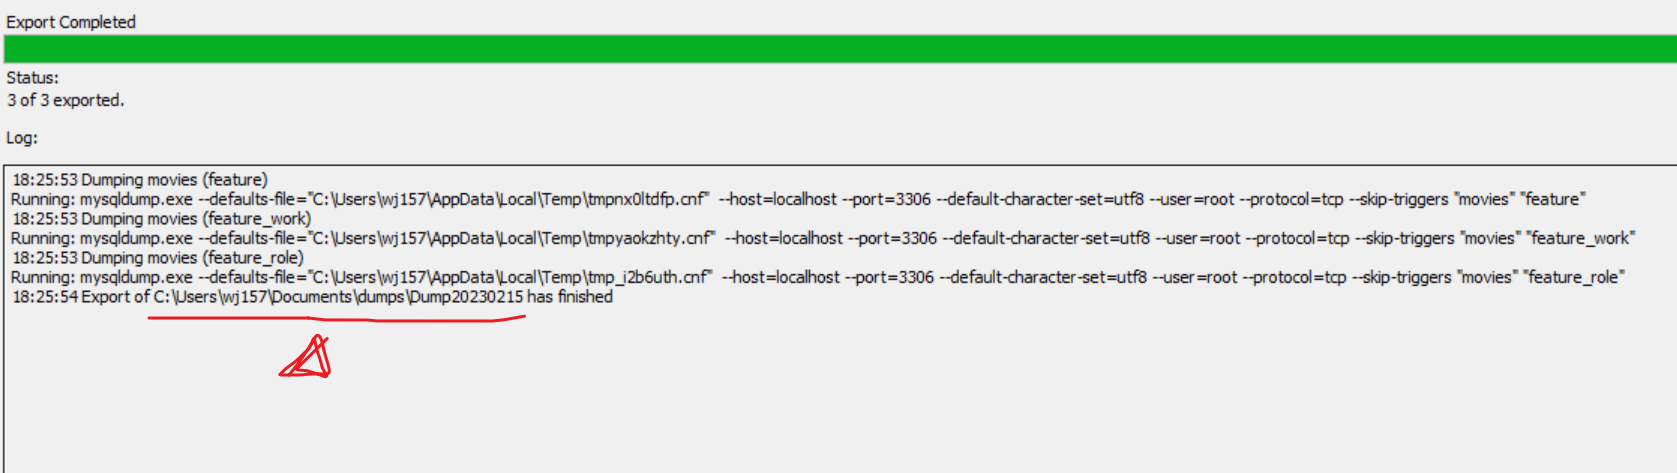 Export Completed
Status:
3 of 3 exported.
Log:
18:25:53 Dumping movies (feature)
Running: mysqldump.exe --defaults-file="C:\Users\wj157\AppData\Local\Temp\tmpnx0ltdfp.cnf"  --host=localhost --port=3306 --default-character-set=utf8 --user=root --protocol=tcp --skip-triggers "movies" "feature"
18:25:53 Dumping movies (feature_work)
Running: mysqldump.exe --defaults-file="C:\Users\wj157\AppData\Local\Temp\tmpyaokzhty.cnf"  --host=localhost --port=3306 --default-character-set=utf8 --user=root --protocol=tcp --skip-triggers "movies" "feature_work"
18:25:53 Dumping movies (feature_role)
Running: mysqldump.exe --defaults-file="C:\Users\wj157\AppData\Local\Temp\tmp_i2b6uth.cnf"  --host=localhost --port=3306 --default-character-set=utf8 --user=root --protocol=tcp --skip-triggers "movies" "feature_role"
18:25:54 Export of C:\Users\wj157\Documents\dumps\Dump20230215 has finished